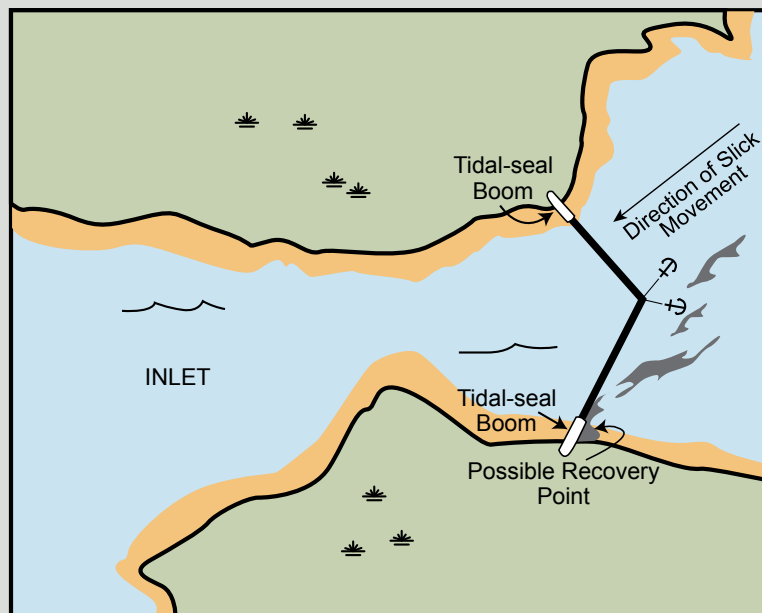 Tidal-seal
Boom
Direction of Slick
Movement
INLET
Tidal-seal
Boom
Possible Recovery
Point